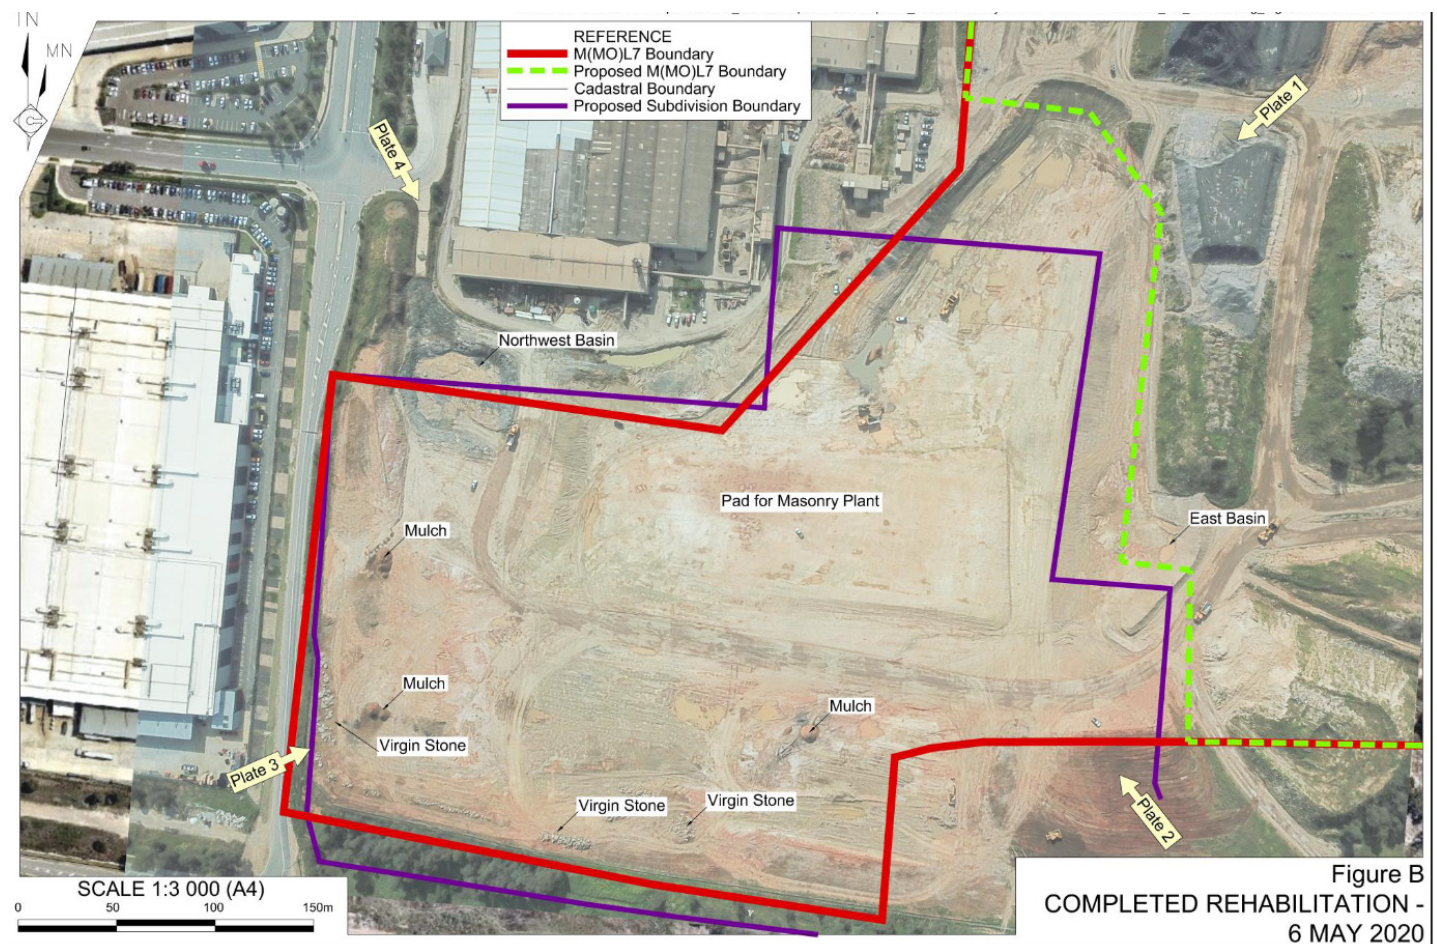 IN
MN
REFERENCE
M(MO)L7 Boundary
Proposed M(MO)L7 Boundary
Cadastral Boundary
Proposed Subdivision Boundary
Plate 1
Plate 4
Northwest Basin
Pad for Masonry Plant
East Basin
Mulch
Mulch
Mulch
Virgin Stone
Plate 3
Virgin Stone
Virgin Stone
Plate 2
SCALE 1:3 000 (A4)
0 50 100 150m
Figure B
COMPLETED REHABILITATION -
6 MAY 2020